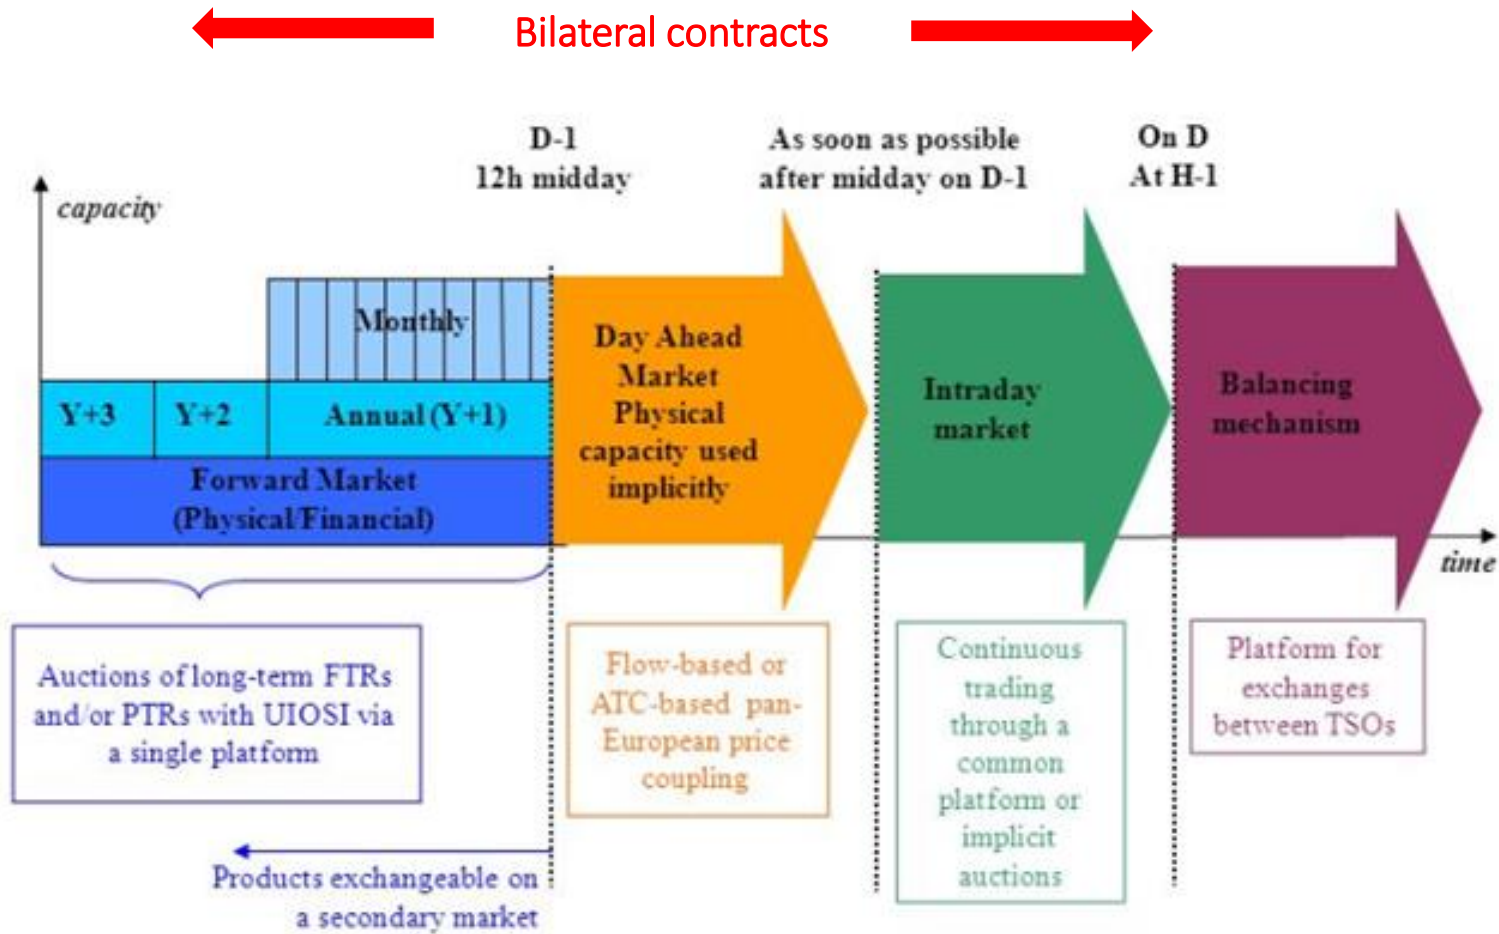 Bilateral contracts
D-1
12h midday
As soon as possible
after midday on D-1
On D
At H-1
capacity
Monthly
Y+3
Y+2
Annual (Y+1)
Forward Market
(Physical/Financial)
Day Ahead
Market
Physical
capacity used
implicitly
Intraday
market
Balancing
mechanism
time
Auctions of long-term FTRs
and/or PTRs with UIOSI via
a single platform
Flow-based or
ATC-based pan-
European price
coupling
Continuous
trading
through a
common
platform or
implicit
auctions
Platform for
exchanges
between TSOs
Products exchangeable on
a secondary market